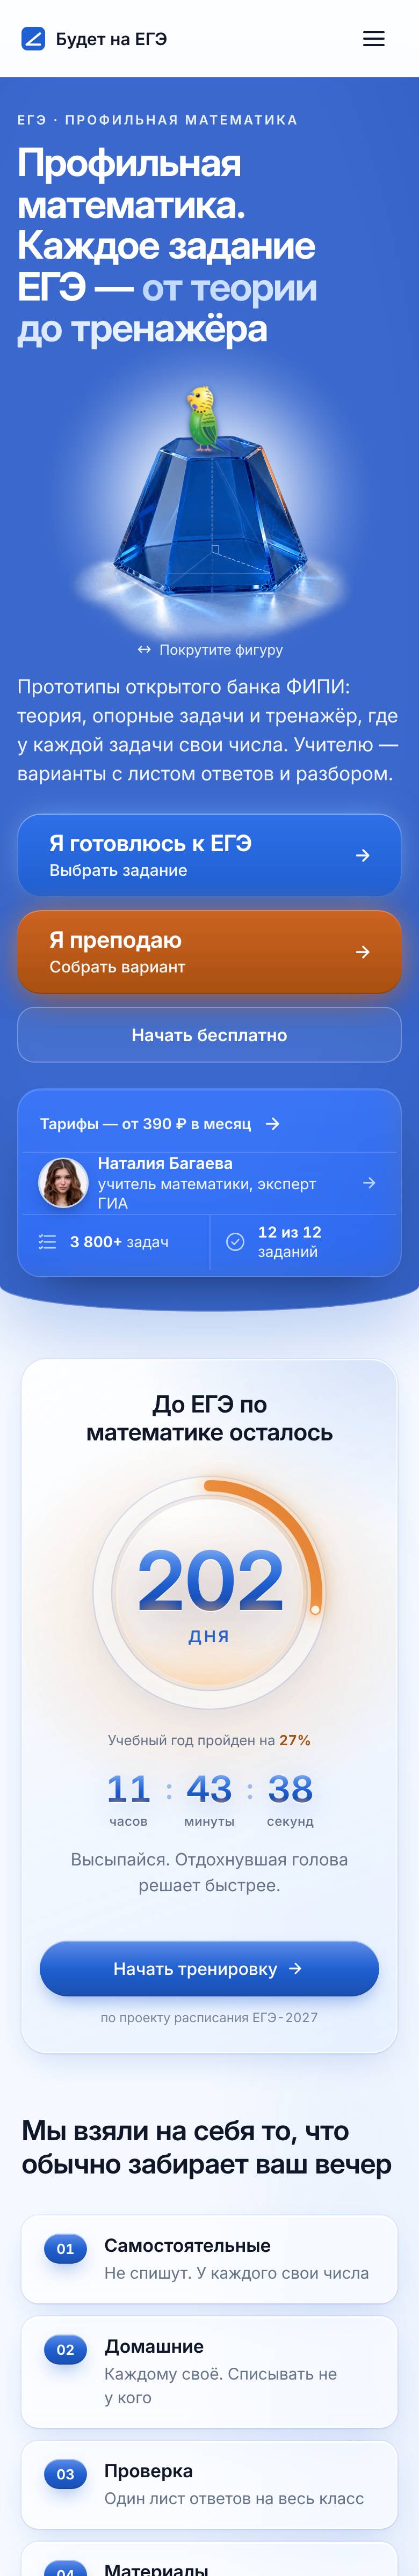 Будет на ЕГЭ
ЕГЭ · ПРОФИЛЬНАЯ МАТЕМАТИКА
Профильная
математика.
Каждое задание
ЕГЭ — от теории
до тренажёра
↔ Покрутите фигуру
Прототипы открытого банка ФИПИ:
теория, опорные задачи и тренажёр, где
у каждой задачи свои числа. Учителю —
варианты с листом ответов и разбором.
Я готовлюсь к ЕГЭ
Выбрать задание
→
Я преподаю
Собрать вариант
→
Начать бесплатно
Тарифы — от 390 ₽ в месяц →
Наталия Багаева
учитель математики, эксперт
ГИА
→
3 800+ задач
12 из 12
заданий
До ЕГЭ по
математике осталось
202
ДНЯ
Учебный год пройден на 27%
11 : 43 : 38
часов минуты секунд
Высыпайся. Отдохнувшая голова
решает быстрее.
Начать тренировку →
по проекту расписания ЕГЭ-2027
Мы взяли на себя то, что
обычно забирает ваш вечер
01 Самостоятельные
Не спишут. У каждого свои числа
02 Домашние
Каждому своё. Списывать не
у кого
03 Проверка
Один лист ответов на весь класс
04 Материалы